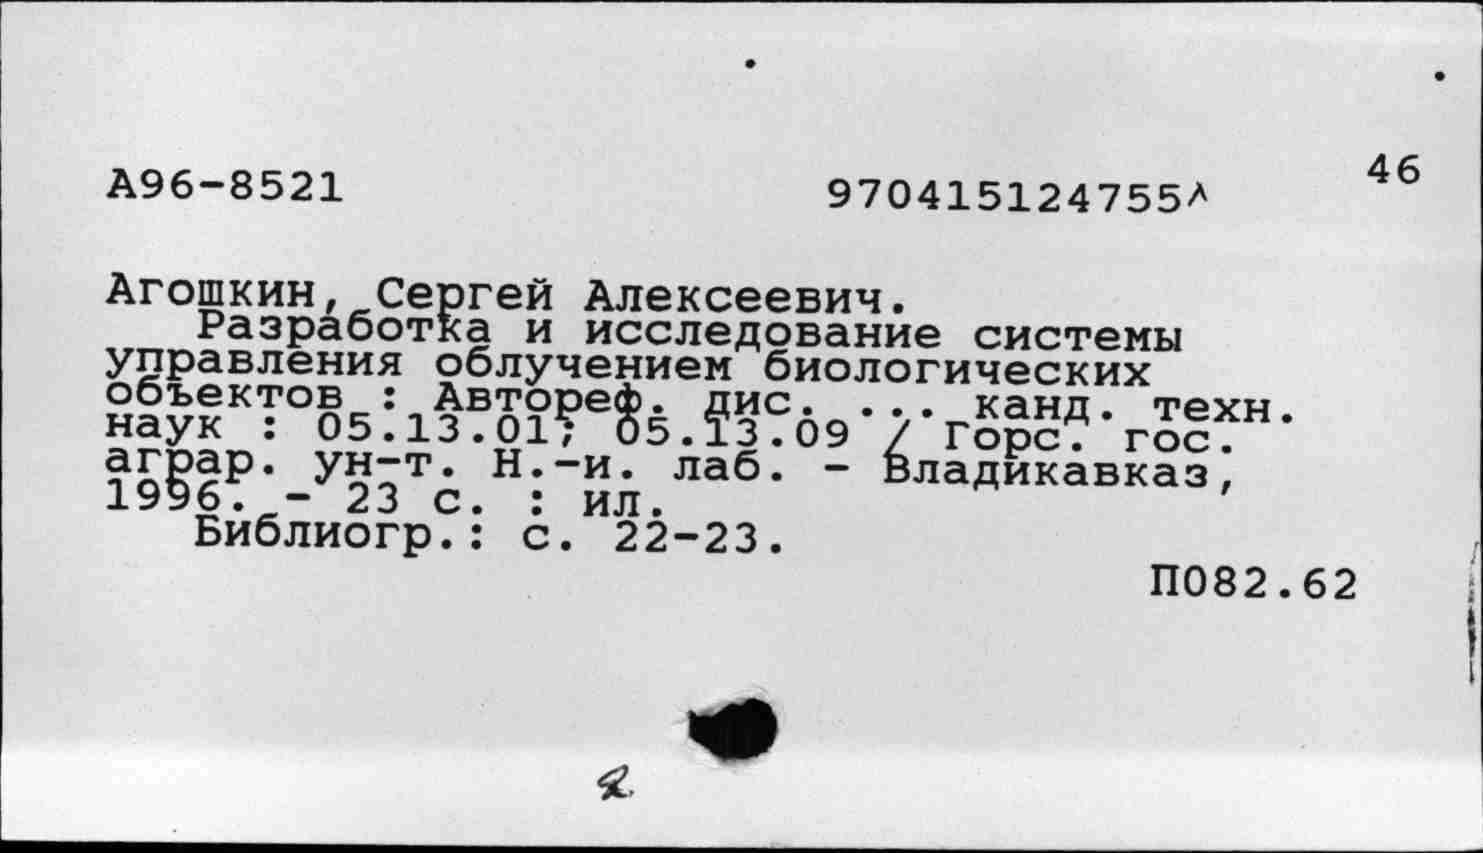 46
А96-8521 970415124755Л
Агошкин, Сергей Алексеевич.
Разработка и исследование системы
управления облучением биологических
объектов : Автореф. дис. ... канд. техн.
наук : 05.13.01; 05.13.09 / Горс. гос.
аграр. ун-т. Н.-и. лаб. - Владикавказ,
1996. - 23 с. : ил.
Библиогр.: с. 22-23.
П082.62